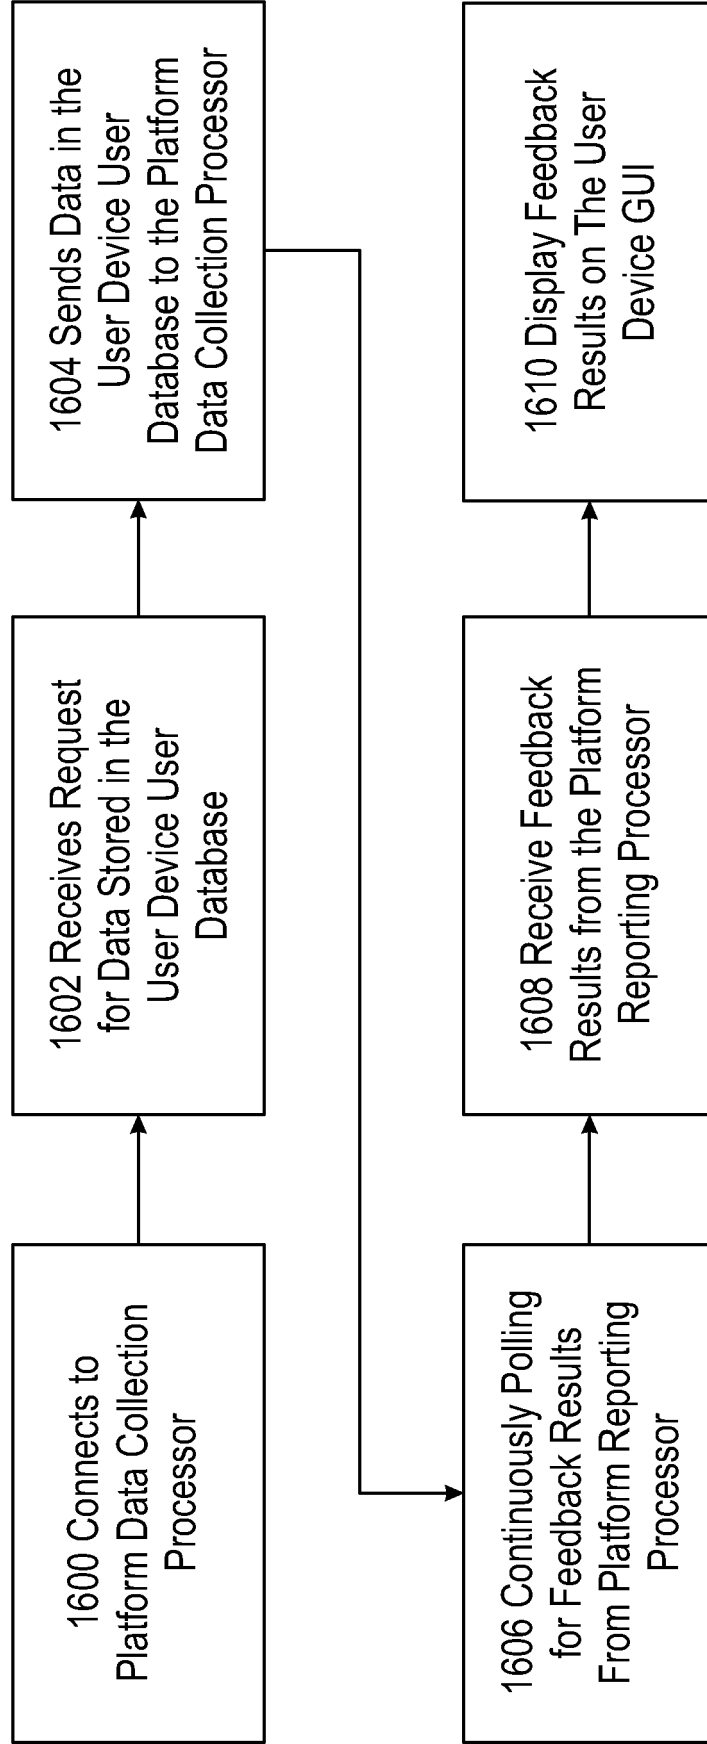 1600 Connects to
Platform Data Collection
Processor
1602 Receives Request
for Data Stored in the
User Device User
Database
1604 Sends Data in the
User Device User
Database to the Platform
Data Collection Processor
1606 Continuously Polling
for Feedback Results
From Platform Reporting
Processor
1608 Receive Feedback
Results from the Platform
Reporting Processor
1610 Display Feedback
Results on The User
Device GUI